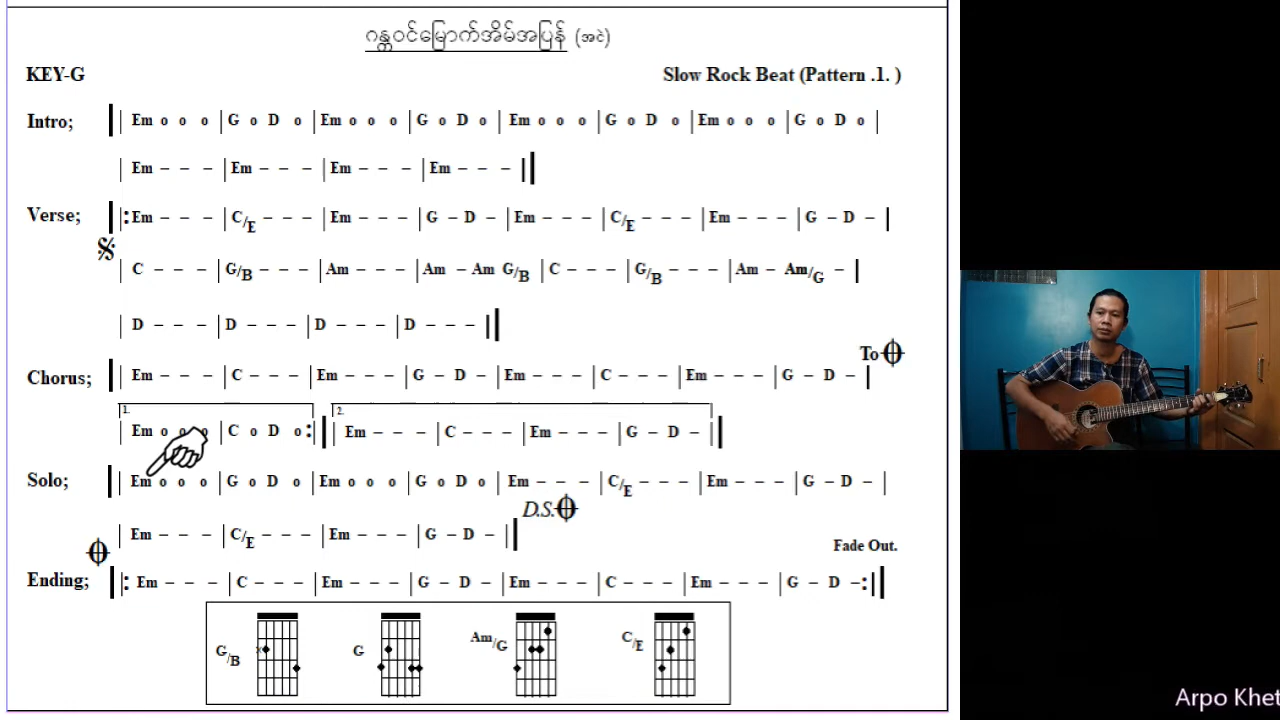 ဂန္တဝင်မြောက်အိမ်အပြန် (အငဲ)
KEY-G Slow Rock Beat (Pattern .1. )
Intro; | Em o o o | G o D o | Em o o o | G o D o | Em o o o | G o D o | Em o o o | G o D o |
| Em – – – | Em – – – | Em – – – | Em – – – ||
Verse; |: Em – – – | C/E – – – | Em – – – | G – D – | Em – – – | C/E – – – | Em – – – | G – D – |
| C – – – | G/B – – – | Am – – – | Am – Am G/B | C – – – | G/B – – – | Am – Am/G – |
| D – – – | D – – – | D – – – | D – – – ||
To
Chorus; | Em – – – | C – – – | Em – – – | G – D – | Em – – – | C – – – | Em – – – | G – D – |
1. 2.
| Em o o o | C o D o :|| Em – – – | C – – – | Em – – – | G – D – ||
Solo; | Em o o o | G o D o | Em o o o | G o D o | Em – – – | C/E – – – | Em – – – | G – D – |
D.S.
| Em – – – | C/E – – – | Em – – – | G – D – ||
Fade Out.
Ending; |: Em – – – | C – – – | Em – – – | G – D – | Em – – – | C – – – | Em – – – | G – D – :||
G/B G Am/G C/E
Arpo Khet